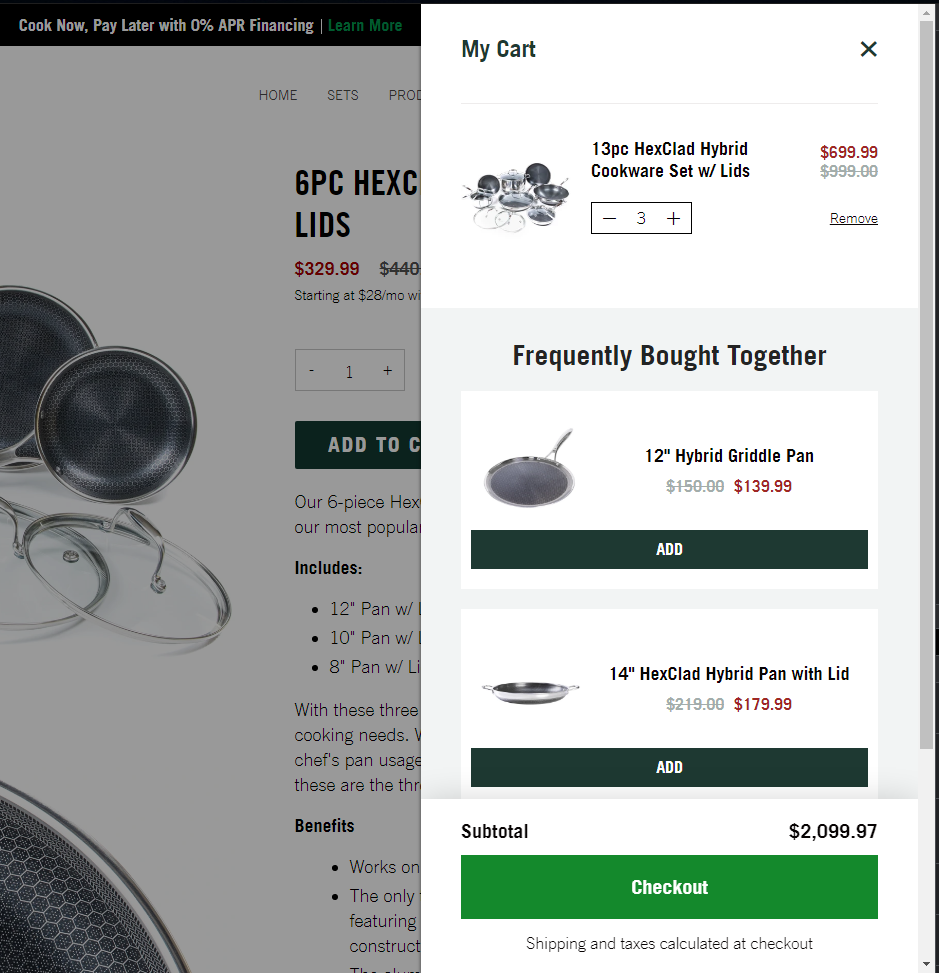 Cook Now, Pay Later with 0% APR Financing | Learn More
HOME SETS PROD
6PC HEXC
LIDS
$329.99 $440
Starting at $28/mo wi
- 1 +
ADD TO C
Our 6-piece Hex
our most popula
Includes:
• 12" Pan w/ L
• 10" Pan w/ L
• 8" Pan w/ Li
With these three
cooking needs. W
chef's pan usage
these are the thr
Benefits
• Works on
• The only
featuring
construct
My Cart
13pc HexClad Hybrid
Cookware Set w/ Lids
$699.99
$999.00
— 3 +
Remove
Frequently Bought Together
12" Hybrid Griddle Pan
$150.00 $139.99
ADD
14" HexClad Hybrid Pan with Lid
$219.00 $179.99
ADD
Subtotal $2,099.97
Checkout
Shipping and taxes calculated at checkout